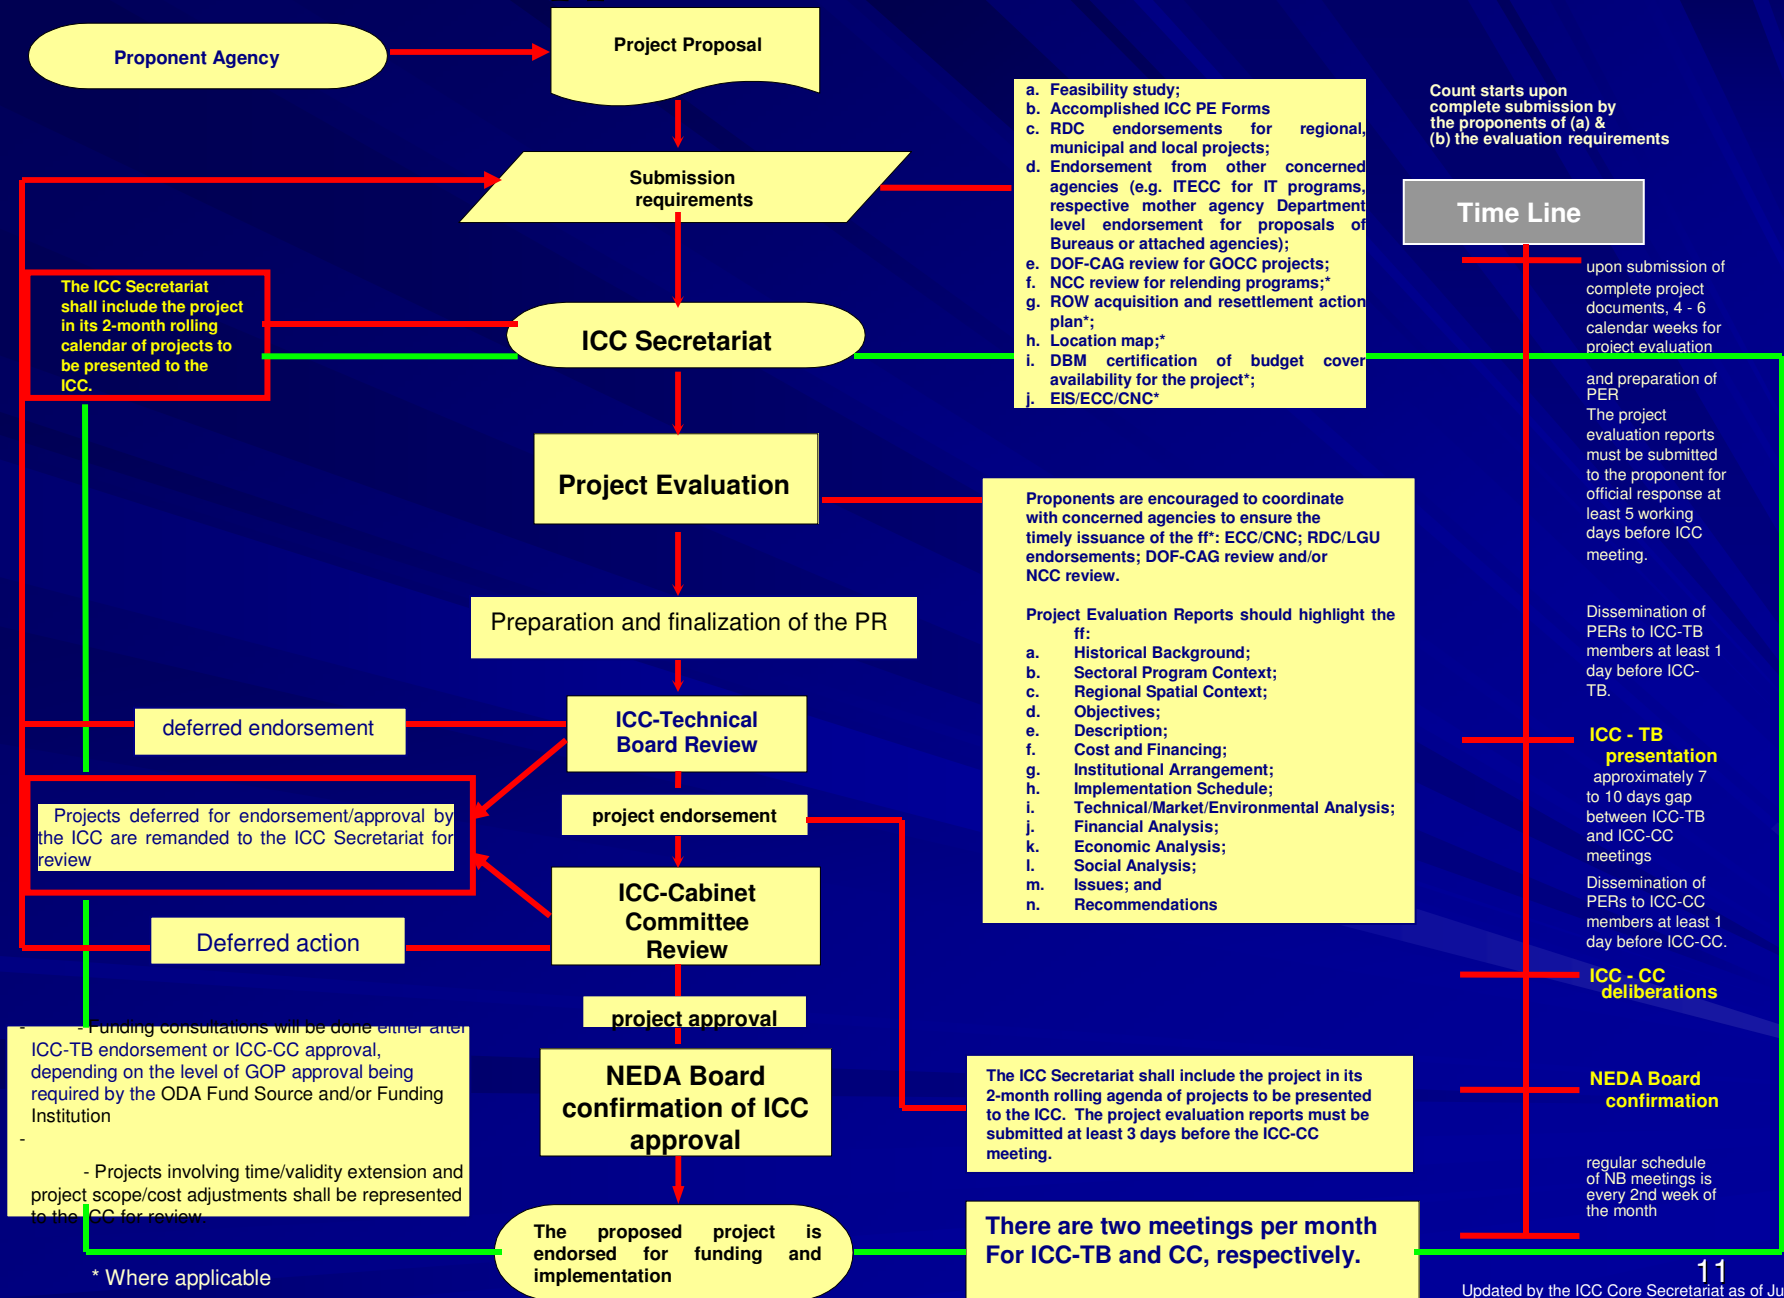 Proponent Agency
Project Proposal
a. Feasibility study;
b. Accomplished ICC PE Forms
c. RDC endorsements for regional,
municipal and local projects;
d. Endorsement from other concerned
agencies (e.g. ITECC for IT programs,
respective mother agency Department
level endorsement for proposals of
Bureaus or attached agencies);
e. DOF-CAG review for GOCC projects;
f. NCC review for relending programs;*
g. ROW acquisition and resettlement action
plan*;
h. Location map;*
i. DBM certification of budget cover
availability for the project*;
j. EIS/ECC/CNC*
Count starts upon
complete submission by
the proponents of (a) &
(b) the evaluation requirements
Submission
requirements
Time Line
The ICC Secretariat
shall include the project
in its 2-month rolling
calendar of projects to
be presented to the
ICC.
ICC Secretariat
upon submission of
complete project
documents, 4 - 6
calendar weeks for
project evaluation
and preparation of
PER
The project
evaluation reports
must be submitted
to the proponent for
official response at
least 5 working
days before ICC
meeting.
Project Evaluation
Proponents are encouraged to coordinate
with concerned agencies to ensure the
timely issuance of the ff*: ECC/CNC; RDC/LGU
endorsements; DOF-CAG review and/or
NCC review.
Project Evaluation Reports should highlight the
ff:
a. Historical Background;
b. Sectoral Program Context;
c. Regional Spatial Context;
d. Objectives;
e. Description;
f. Cost and Financing;
g. Institutional Arrangement;
h. Implementation Schedule;
i. Technical/Market/Environmental Analysis;
j. Financial Analysis;
k. Economic Analysis;
l. Social Analysis;
m. Issues; and
n. Recommendations
Preparation and finalization of the PR
Dissemination of
PERs to ICC-TB
members at least 1
day before ICC-
TB.
deferred endorsement
ICC-Technical
Board Review
ICC - TB
presentation
approximately 7
to 10 days gap
between ICC-TB
and ICC-CC
meetings
Projects deferred for endorsement/approval by
the ICC are remanded to the ICC Secretariat for
review
project endorsement
Dissemination of
PERs to ICC-CC
members at least 1
day before ICC-CC.
ICC-Cabinet
Committee
Review
Deferred action
ICC - CC
deliberations
project approval
- - Funding consultations will be done either after
ICC-TB endorsement or ICC-CC approval,
depending on the level of GOP approval being
required by the ODA Fund Source and/or Funding
Institution
-
- Projects involving time/validity extension and
project scope/cost adjustments shall be represented
to the ICC for review.
NEDA Board
confirmation of ICC
approval
The ICC Secretariat shall include the project in its
2-month rolling agenda of projects to be presented
to the ICC. The project evaluation reports must be
submitted at least 3 days before the ICC-CC
meeting.
NEDA Board
confirmation
regular schedule
of NB meetings is
every 2nd week of
the month
The proposed project is
endorsed for funding and
implementation
There are two meetings per month
For ICC-TB and CC, respectively.
* Where applicable
11
Updated by the ICC Core Secretariat as of Ju